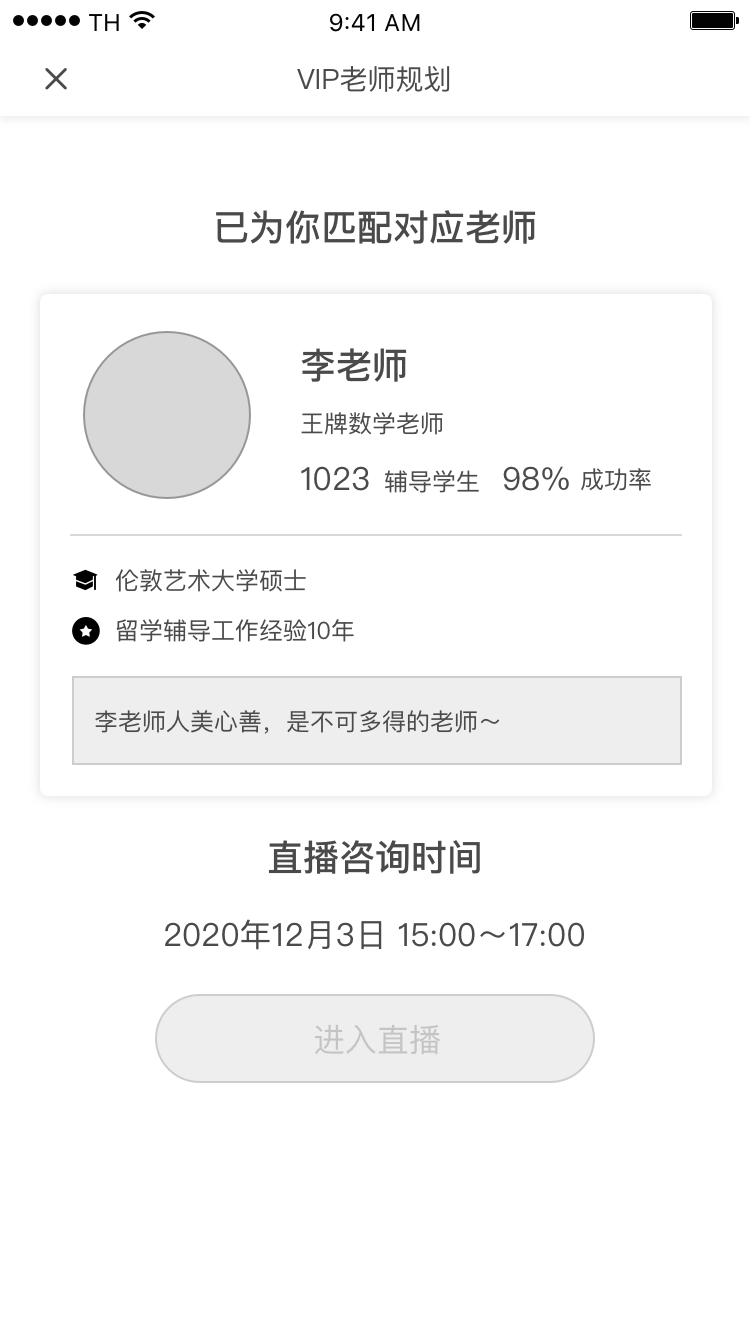 TH 9:41 AM
VIP老师规划
已为你匹配对应老师
李老师
王牌数学老师
1023 辅导学生 98% 成功率
伦敦艺术大学硕士
留学辅导工作经验10年
李老师人美心善，是不可多得的老师～
直播咨询时间
2020年12月3日 15:00～17:00
进入直播